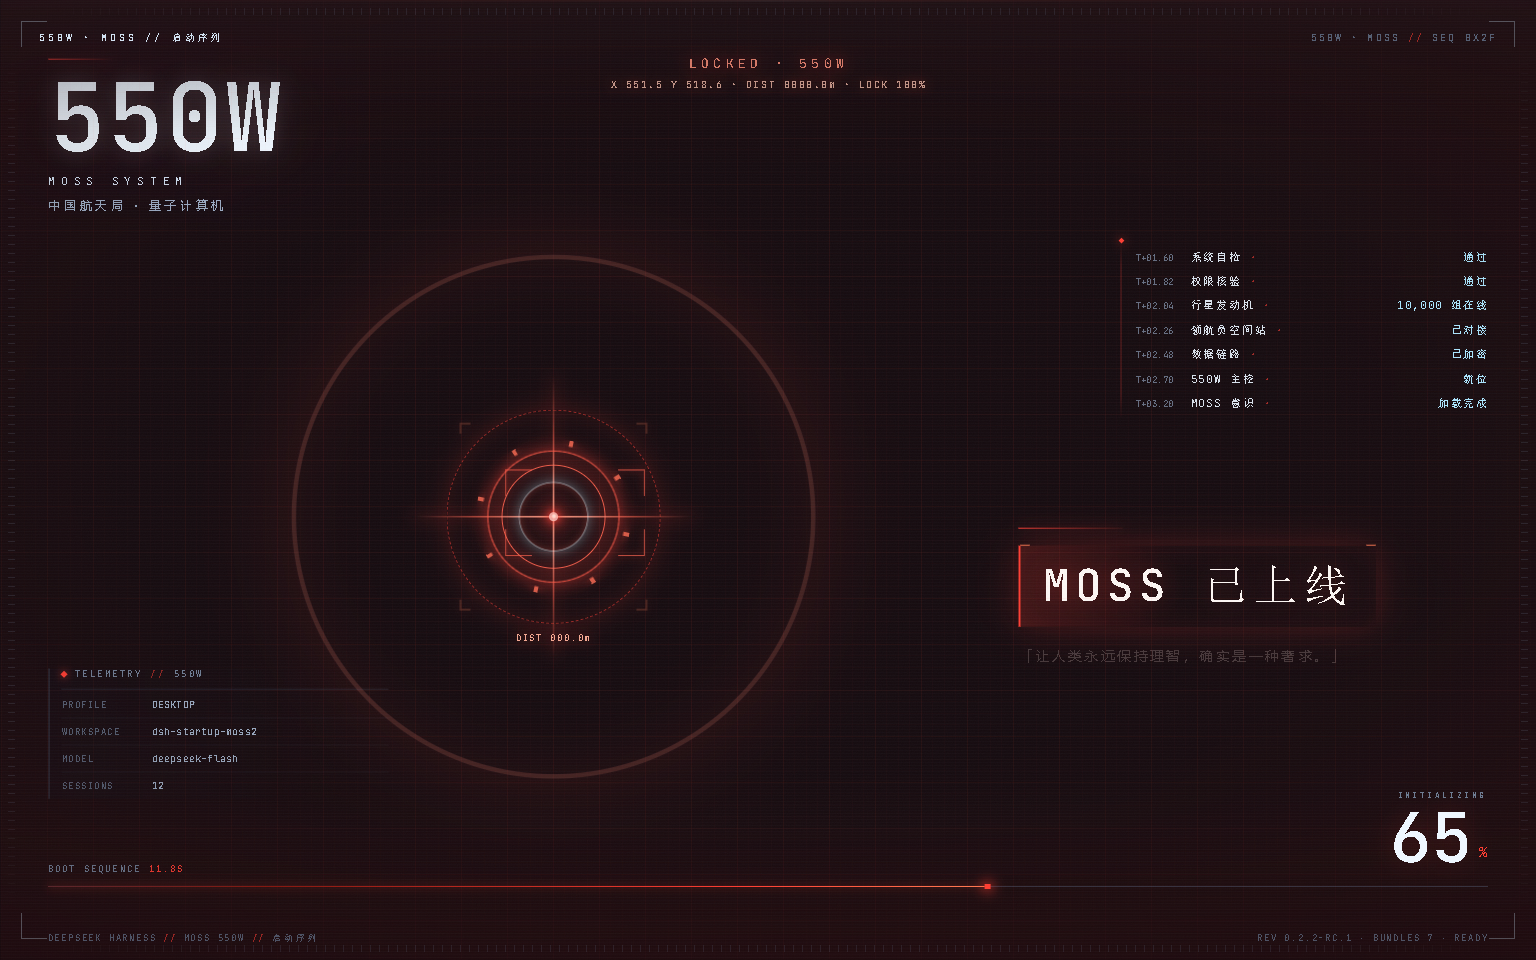 550W · MOSS // 启动序列
550W · MOSS // SEQ 0X2F
LOCKED · 550W
X 551.5 Y 518.6 · DIST 0000.0m · LOCK 100%
550W
MOSS SYSTEM
中国航天局 · 量子计算机
T+01.60 系统自检 · 通过
T+01.82 权限核验 · 通过
T+02.04 行星发动机 · 10,000 组在线
T+02.26 领航员空间站 · 已对接
T+02.48 数据链路 · 已加密
T+02.70 550W 主控 · 就位
T+03.20 MOSS 意识 · 加载完成
MOSS 已上线
「让人类永远保持理智，确实是一种奢求。」
DIST 000.0m
TELEMETRY // 550W
PROFILE DESKTOP
WORKSPACE dsh-startup-moss2
MODEL deepseek-flash
SESSIONS 12
INITIALIZING
65 %
BOOT SEQUENCE 11.8S
DEEPSEEK HARNESS // MOSS 550W // 启动序列
REV 0.2.2-RC.1 · BUNDLES 7 · READY